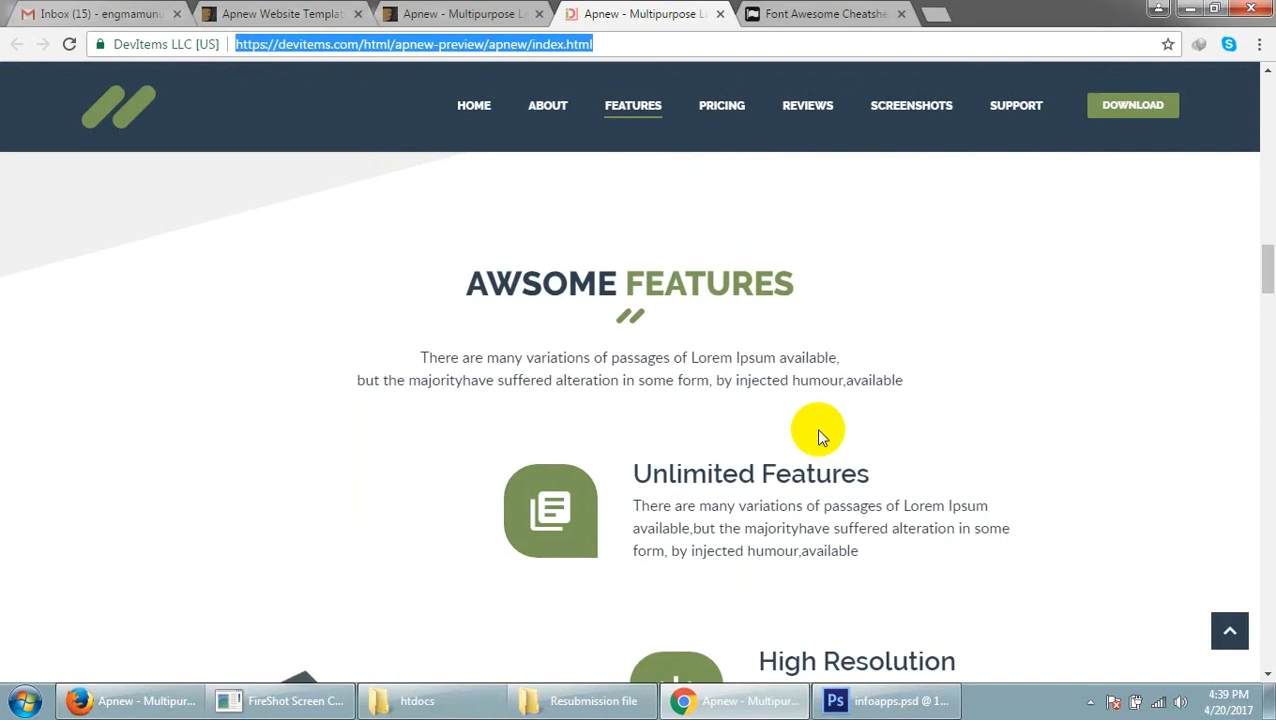 Inbox (15) - engmamunu
Apnew Website Templat
Apnew - Multipurpose La
Apnew - Multipurpose L
Font Awesome Cheatshe
DevItems LLC [US]
https://devitems.com/html/apnew-preview/apnew/index.html
HOME
ABOUT
FEATURES
PRICING
REVIEWS
SCREENSHOTS
SUPPORT
DOWNLOAD
AWSOME FEATURES
There are many variations of passages of Lorem Ipsum available,
but the majorityhave suffered alteration in some form, by injected humour,available
Unlimited Features
There are many variations of passages of Lorem Ipsum
available,but the majorityhave suffered alteration in some
form, by injected humour,available
High Resolution
Apnew - Multipur...
FireShot Screen C...
htdocs
Resubmission file
Apnew - Multipur...
Ps
infoapps.psd @ 1...
4:39 PM
4/20/2017